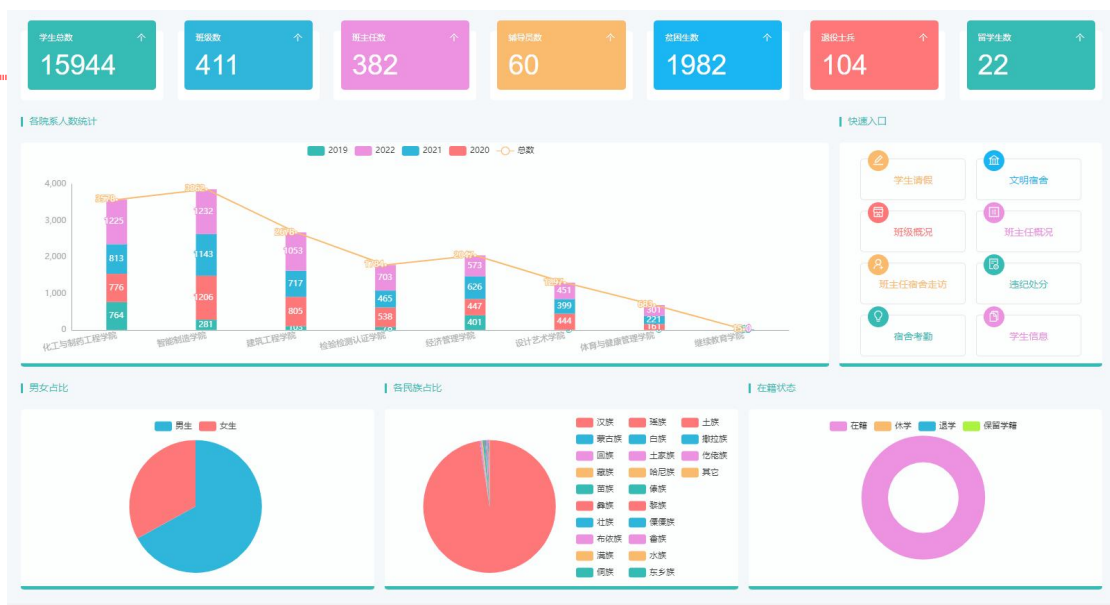 学生总数 个
15944
班级数 个
411
班主任数 个
382
辅导员数 个
60
贫困生数 个
1982
退役士兵 个
104
留学生数 个
22
各院系人数统计
2019 2022 2021 2020 总数
4,000
3,000
2,000
1,000
0
1225
813
776
764
1232
1143
1206
281
1053
717
805
703
465
538
573
626
447
401
451
399
444
301
221
161
化工与制药工程学院
智能制造学院
建筑工程学院
检验检测认证学院
经济管理学院
设计艺术学院
体育与健康管理学院
继续教育学院
快速入口
学生请假
文明宿舍
班级概况
班主任概况
班主任宿舍走访
违纪处分
宿舍考勤
学生信息
男女占比
男生 女生
各民族占比
汉族 瑶族 土族
蒙古族 白族 撒拉族
回族 土家族 仡佬族
藏族 哈尼族 其它
苗族 傣族
彝族 黎族
壮族 傈僳族
布依族 畲族
满族 水族
侗族 东乡族
在籍状态
在籍 休学 退学 保留学籍